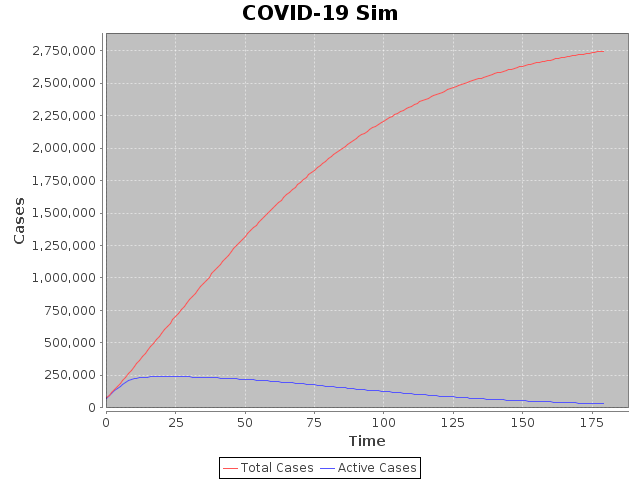 COVID-19 Sim
2,750,000
2,500,000
2,250,000
2,000,000
1,750,000
1,500,000
1,250,000
1,000,000
750,000
500,000
250,000
0
Cases
0 25 50 75 100 125 150 175
Time
Total Cases Active Cases